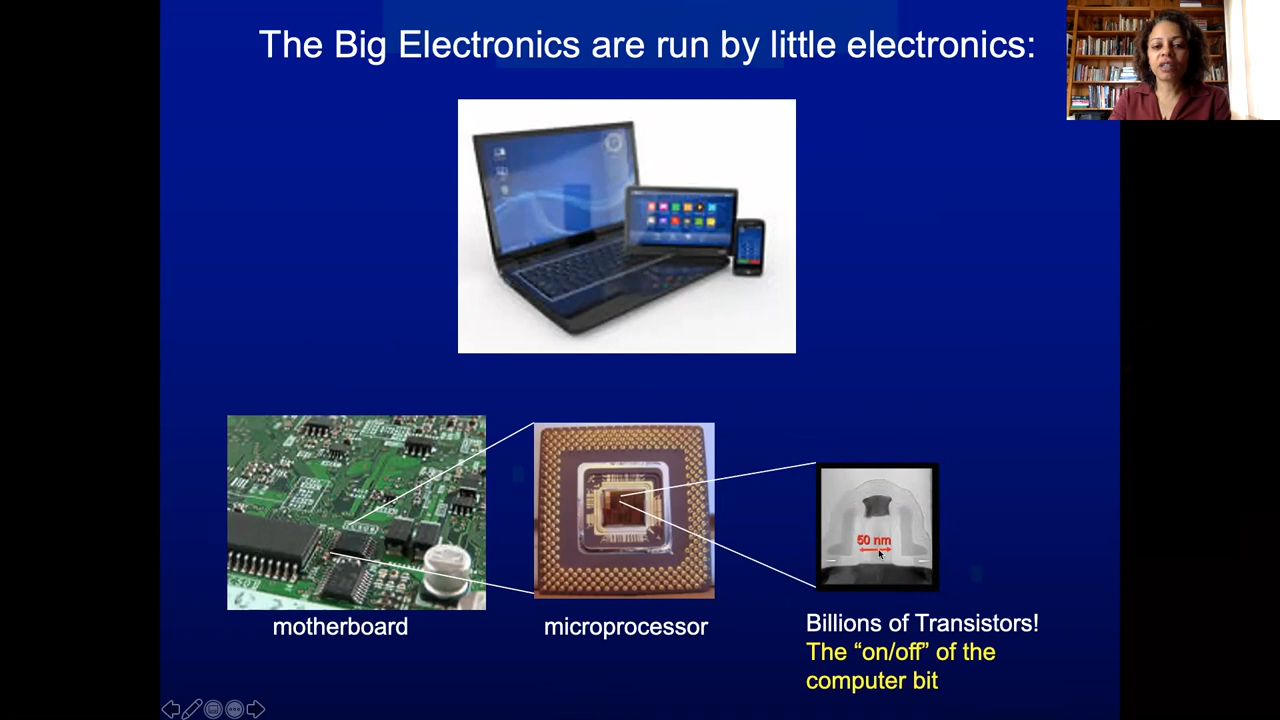 The Big Electronics are run by little electronics:
50 nm
motherboard
microprocessor
Billions of Transistors!
The “on/off” of the
computer bit